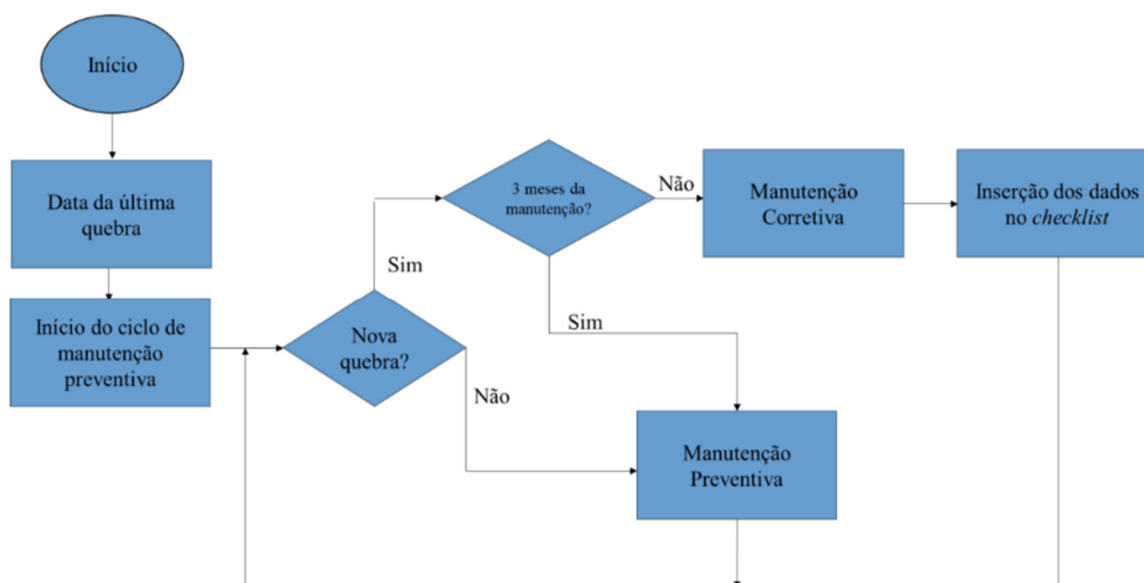 Início
Data da última
quebra
Início do ciclo de
manutenção
preventiva
Nova
quebra?
Sim
Não
3 meses da
manutenção?
Não
Sim
Manutenção
Corretiva
Inserção dos dados
no checklist
Manutenção
Preventiva